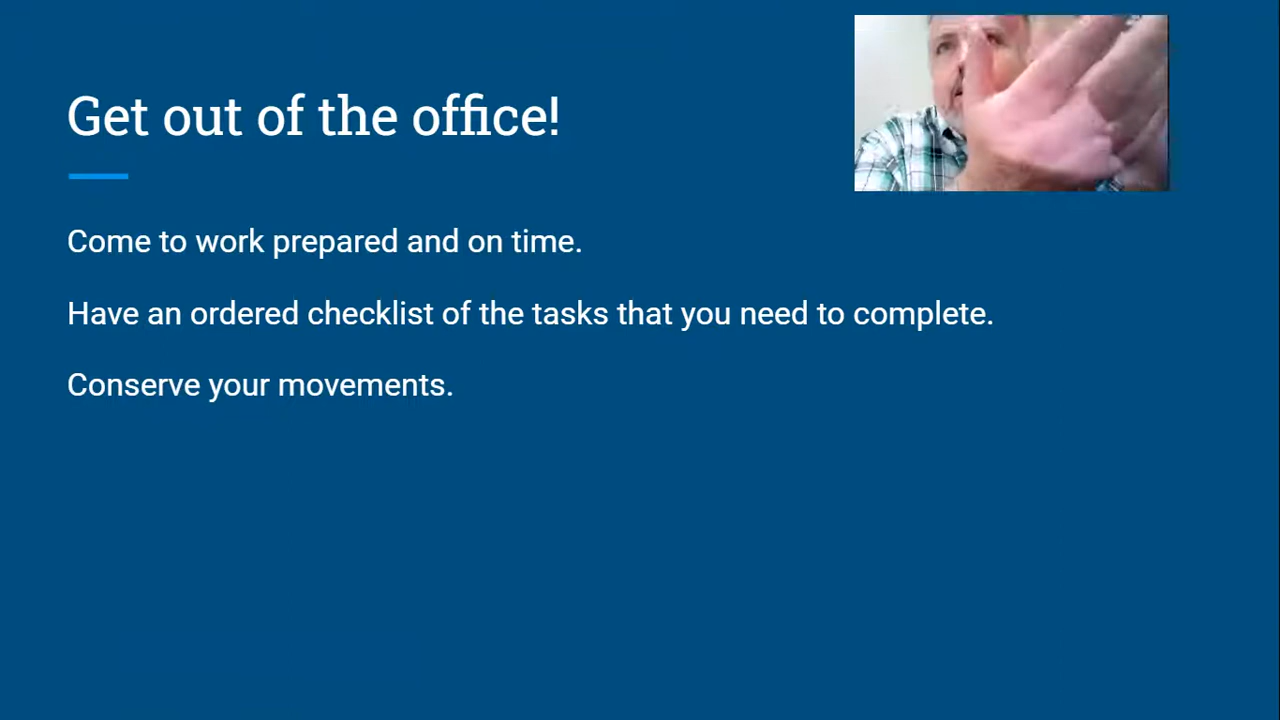 Get out of the office!
Come to work prepared and on time.
Have an ordered checklist of the tasks that you need to complete.
Conserve your movements.